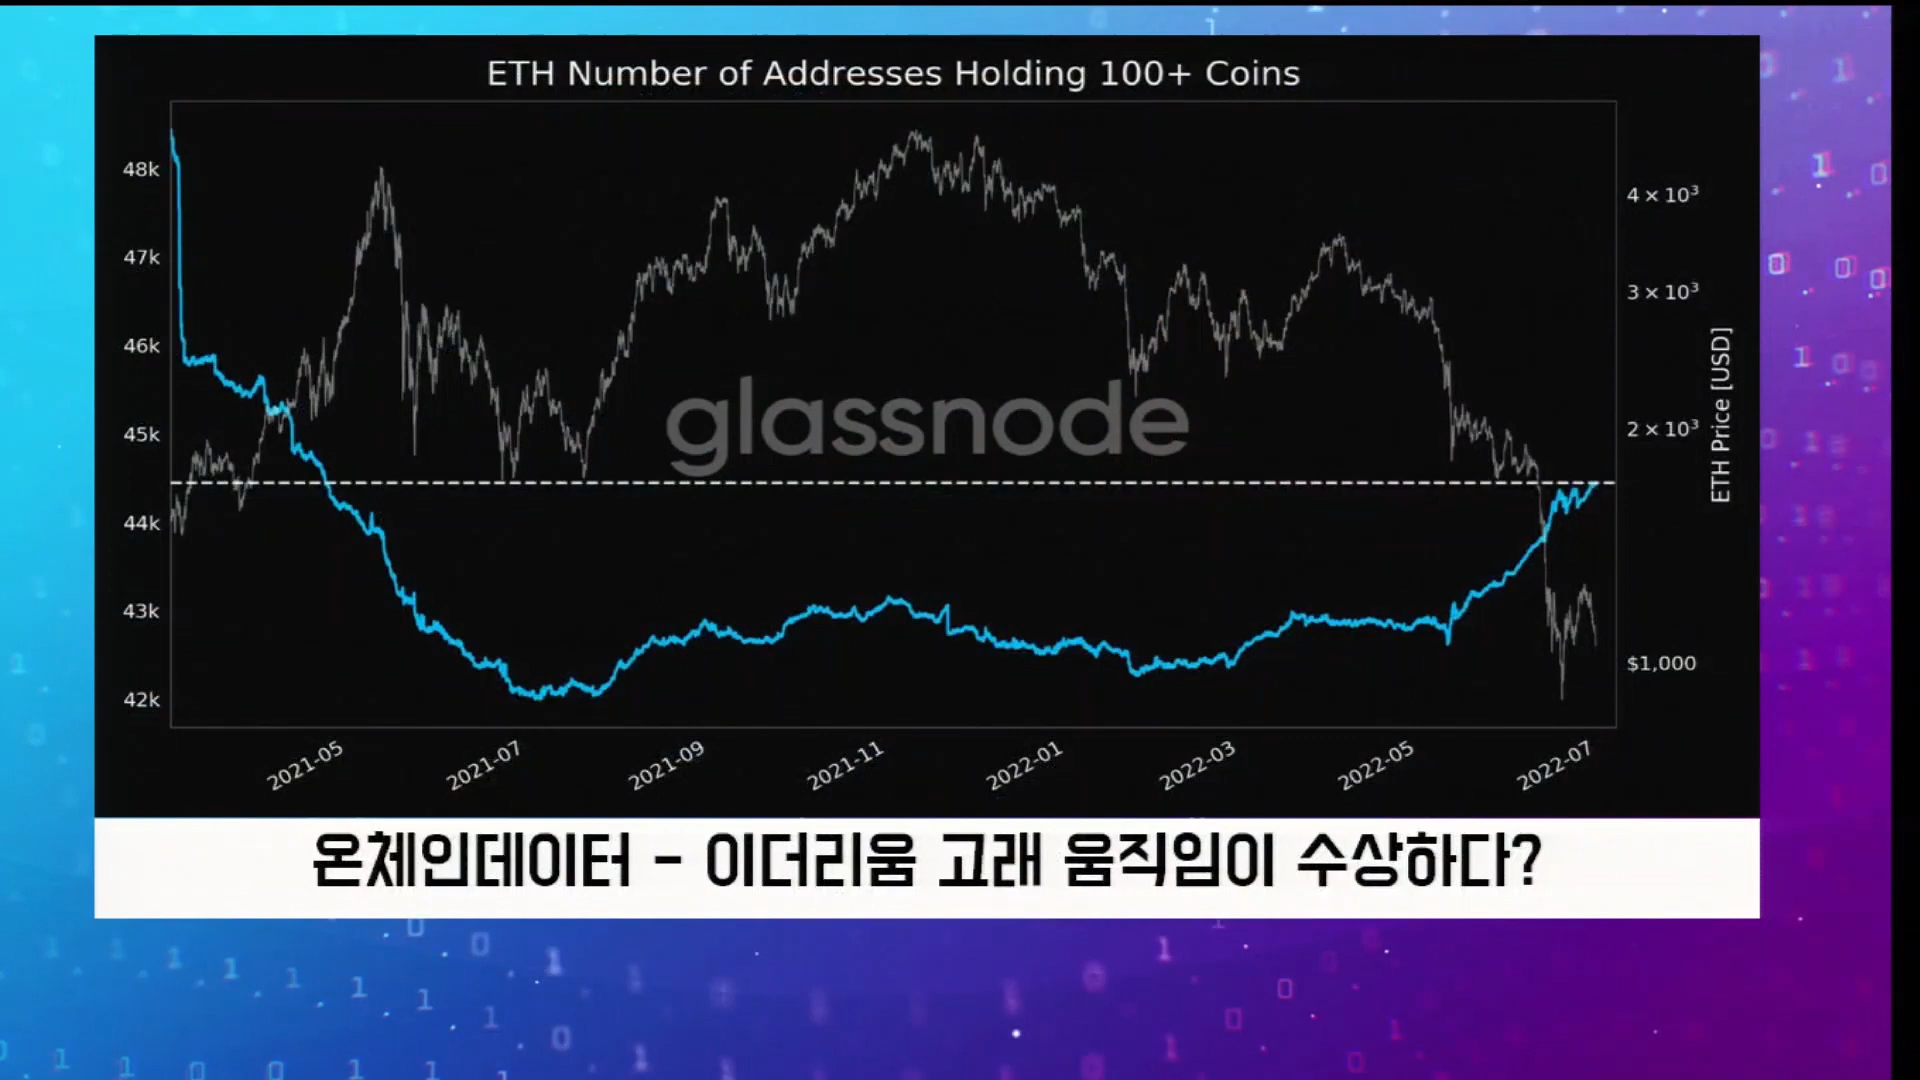 ETH Number of Addresses Holding 100+ Coins
48k
47k
46k
45k
44k
43k
42k
4 × 10³
3 × 10³
2 × 10³
$1,000
ETH Price [USD]
glassnode
2021-05
2021-07
2021-09
2021-11
2022-01
2022-03
2022-05
2022-07
온체인데이터 - 이더리움 고래 움직임이 수상하다?